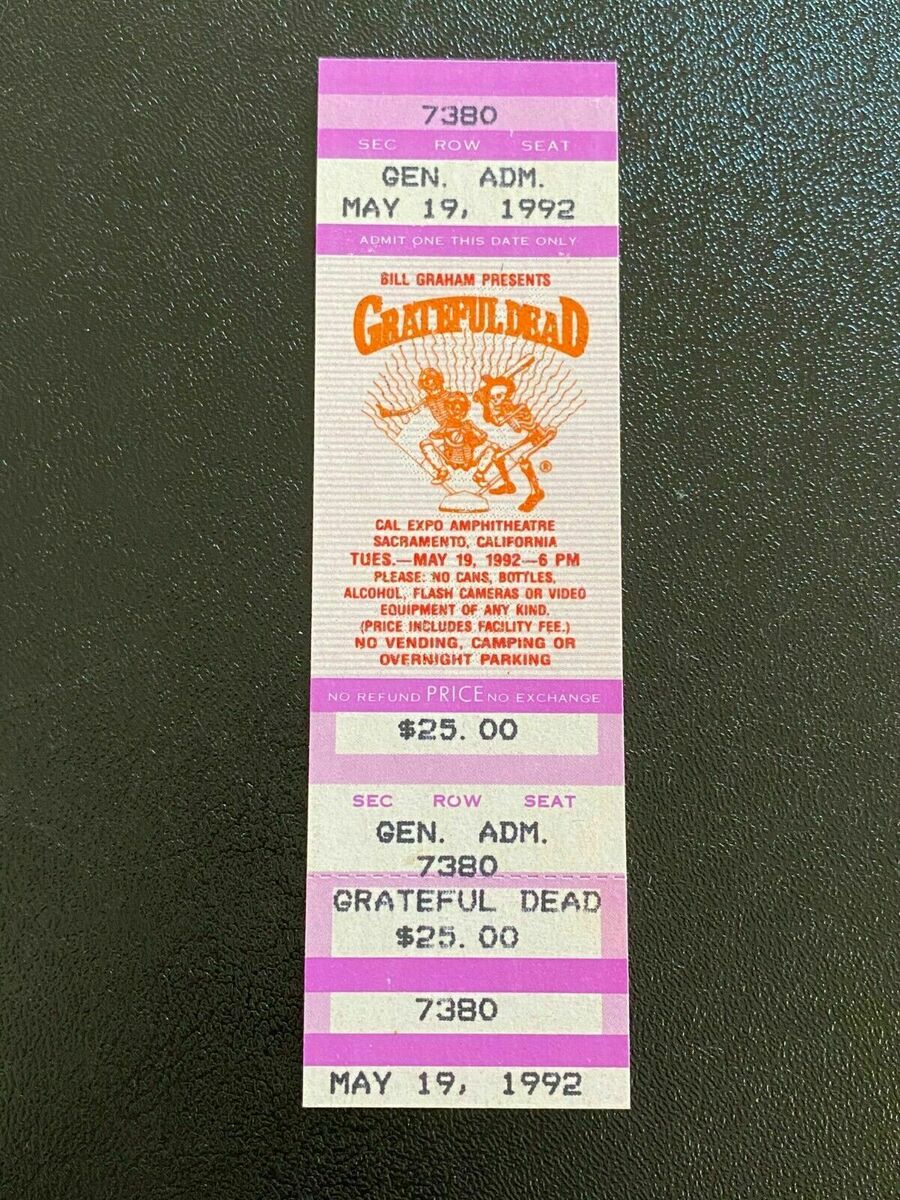 7380
SEC ROW SEAT
GEN. ADM.
MAY 19, 1992
ADMIT ONE THIS DATE ONLY
BILL GRAHAM PRESENTS
GRATEFUL DEAD
®
CAL EXPO AMPHITHEATRE
SACRAMENTO, CALIFORNIA
TUES.—MAY 19, 1992—6 PM
PLEASE: NO CANS, BOTTLES,
ALCOHOL, FLASH CAMERAS OR VIDEO
EQUIPMENT OF ANY KIND.
(PRICE INCLUDES FACILITY FEE.)
NO VENDING, CAMPING OR
OVERNIGHT PARKING
NO REFUND PRICE NO EXCHANGE
$25.00
SEC ROW SEAT
GEN. ADM.
7380
GRATEFUL DEAD
$25.00
7380
MAY 19, 1992